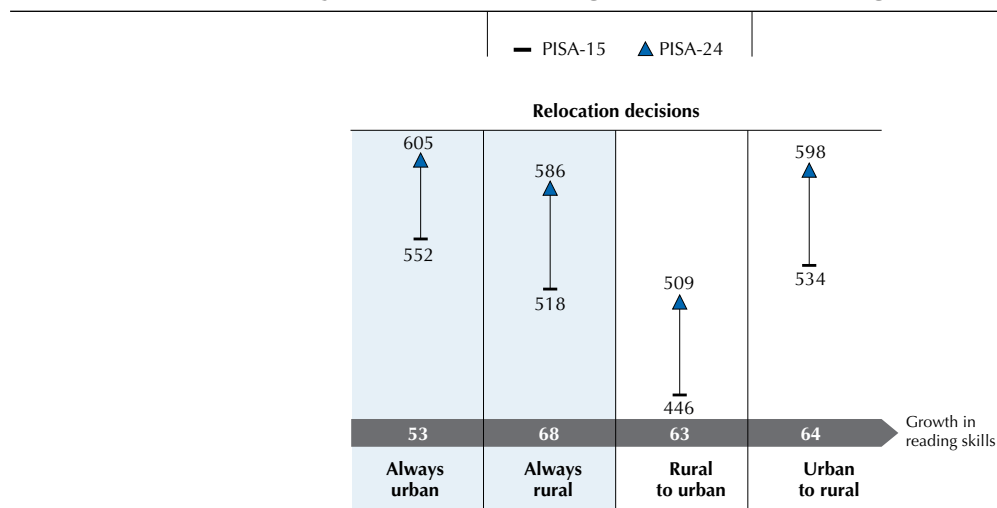 PISA-15 PISA-24
Relocation decisions
605
586
598
552
518
509
534
446
53 68 63 64
Growth in
reading skills
Always
urban
Always
rural
Rural
to urban
Urban
to rural